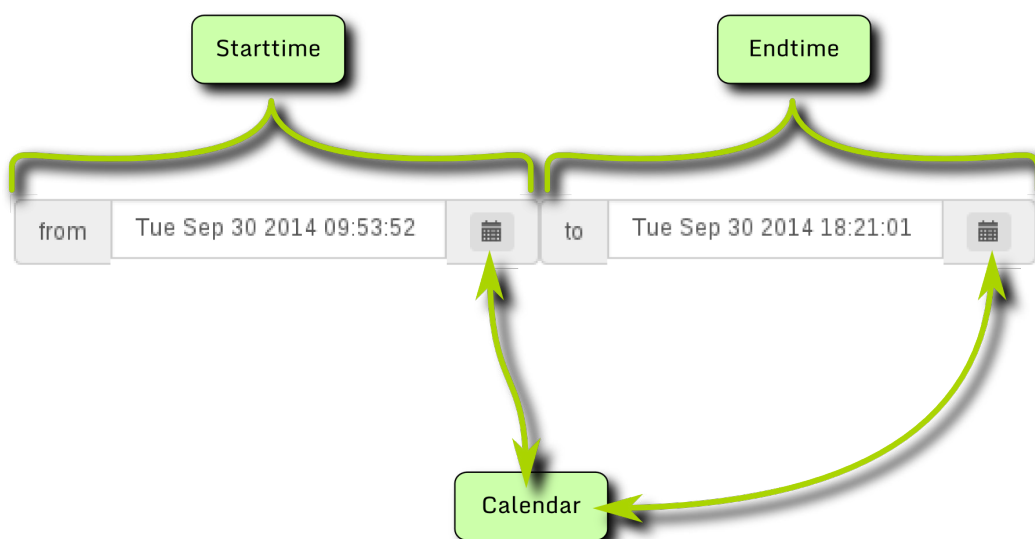 Starttime
Endtime
from
Tue Sep 30 2014 09:53:52
to
Tue Sep 30 2014 18:21:01
Calendar